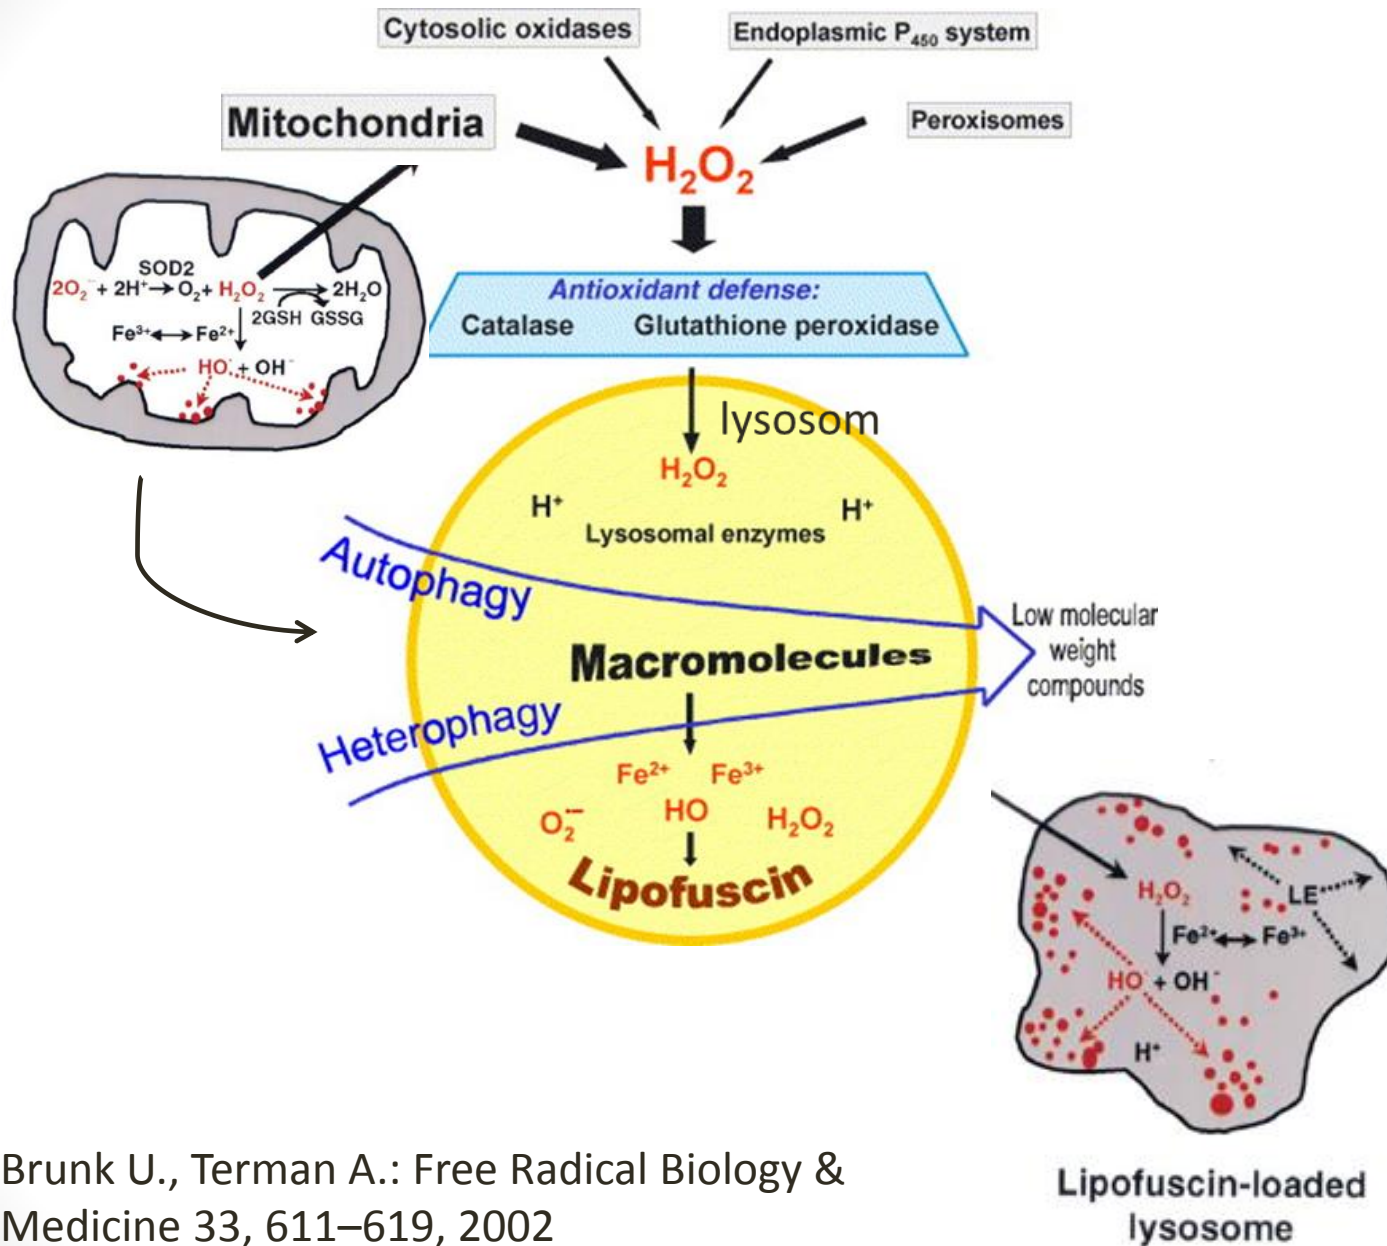 Cytosolic oxidases
Endoplasmic P₄₅₀ system
Mitochondria
Peroxisomes
H₂O₂
SOD2
2O₂˙⁻ + 2H⁺ → O₂ + H₂O₂ → 2H₂O
2GSH GSSG
Fe³⁺ ↔ Fe²⁺
HO˙ + OH⁻
Antioxidant defense:
Catalase Glutathione peroxidase
lysosom
H₂O₂
H⁺ H⁺
Lysosomal enzymes
Autophagy
Macromolecules
Low molecular
weight
compounds
Heterophagy
Fe²⁺ Fe³⁺
O₂˙⁻ HO H₂O₂
Lipofuscin
H₂O₂
LE
Fe²⁺ ↔ Fe³⁺
HO˙ + OH⁻
H⁺
Lipofuscin-loaded
lysosome
Brunk U., Terman A.: Free Radical Biology &
Medicine 33, 611–619, 2002